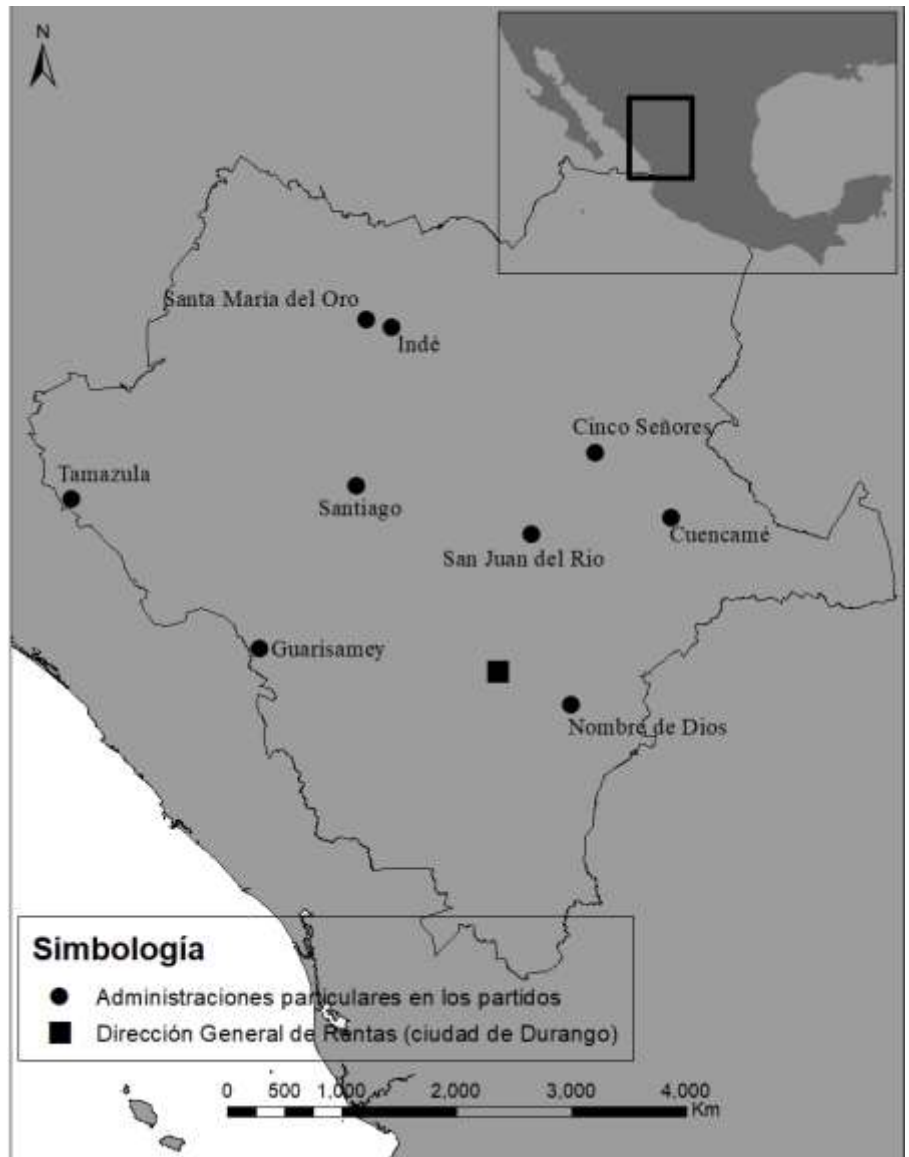 N
Santa María del Oro
Indé
Cinco Señores
Tamazula
Santiago
Cuencamé
San Juan del Rio
Guarisamey
Nombre de Dios
Simbología
Administraciones particulares en los partidos
Dirección General de Rentas (ciudad de Durango)
0 500 1,000 2,000 3,000 4,000
Km